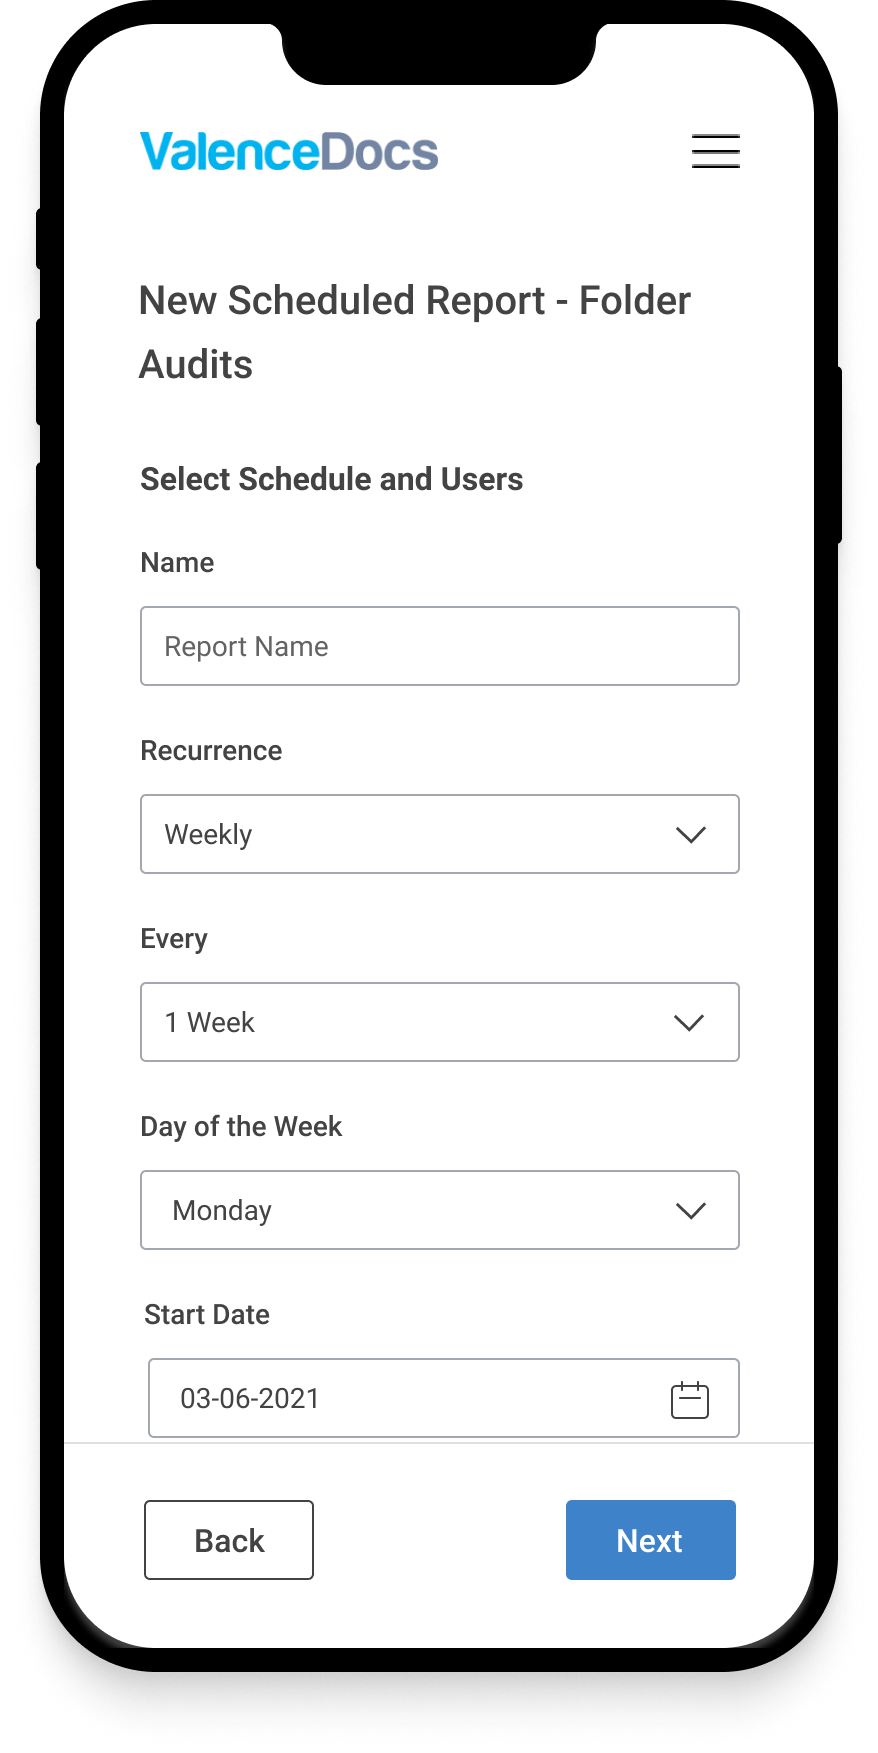 ValenceDocs
New Scheduled Report - Folder
Audits
Select Schedule and Users
Name
Report Name
Recurrence
Weekly
Every
1 Week
Day of the Week
Monday
Start Date
03-06-2021
Back
Next